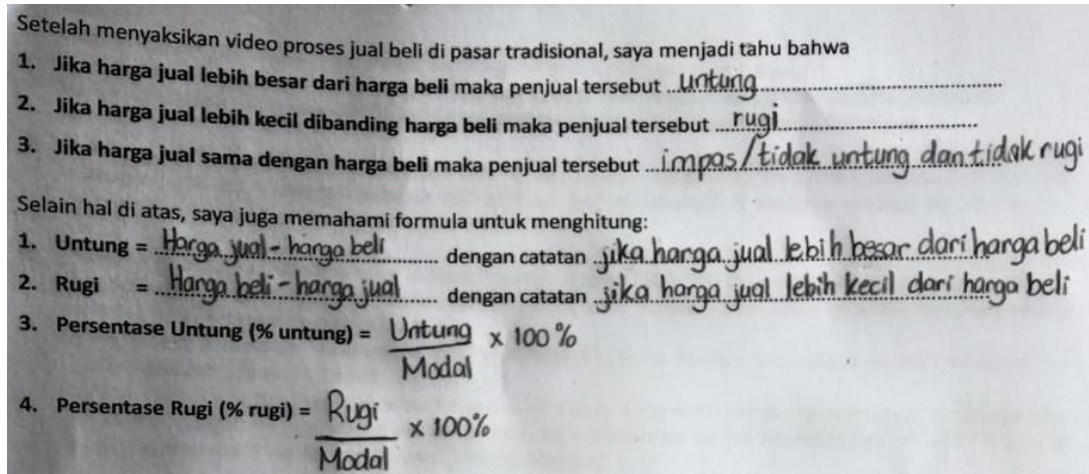 Setelah menyaksikan video proses jual beli di pasar tradisional, saya menjadi tahu bahwa
1. Jika harga jual lebih besar dari harga beli maka penjual tersebut ...untung...
2. Jika harga jual lebih kecil dibanding harga beli maka penjual tersebut ...rugi...
3. Jika harga jual sama dengan harga beli maka penjual tersebut ...impas/tidak untung dan tidak rugi
Selain hal di atas, saya juga memahami formula untuk menghitung:
1. Untung = ...Harga jual - harga beli... dengan catatan ...jika harga jual lebih besar dari harga beli
2. Rugi = ...Harga beli - harga jual... dengan catatan ...jika harga jual lebih kecil dari harga beli
3. Persentase Untung (% untung) = Untung x 100%
Modal
4. Persentase Rugi (% rugi) = Rugi x 100%
Modal